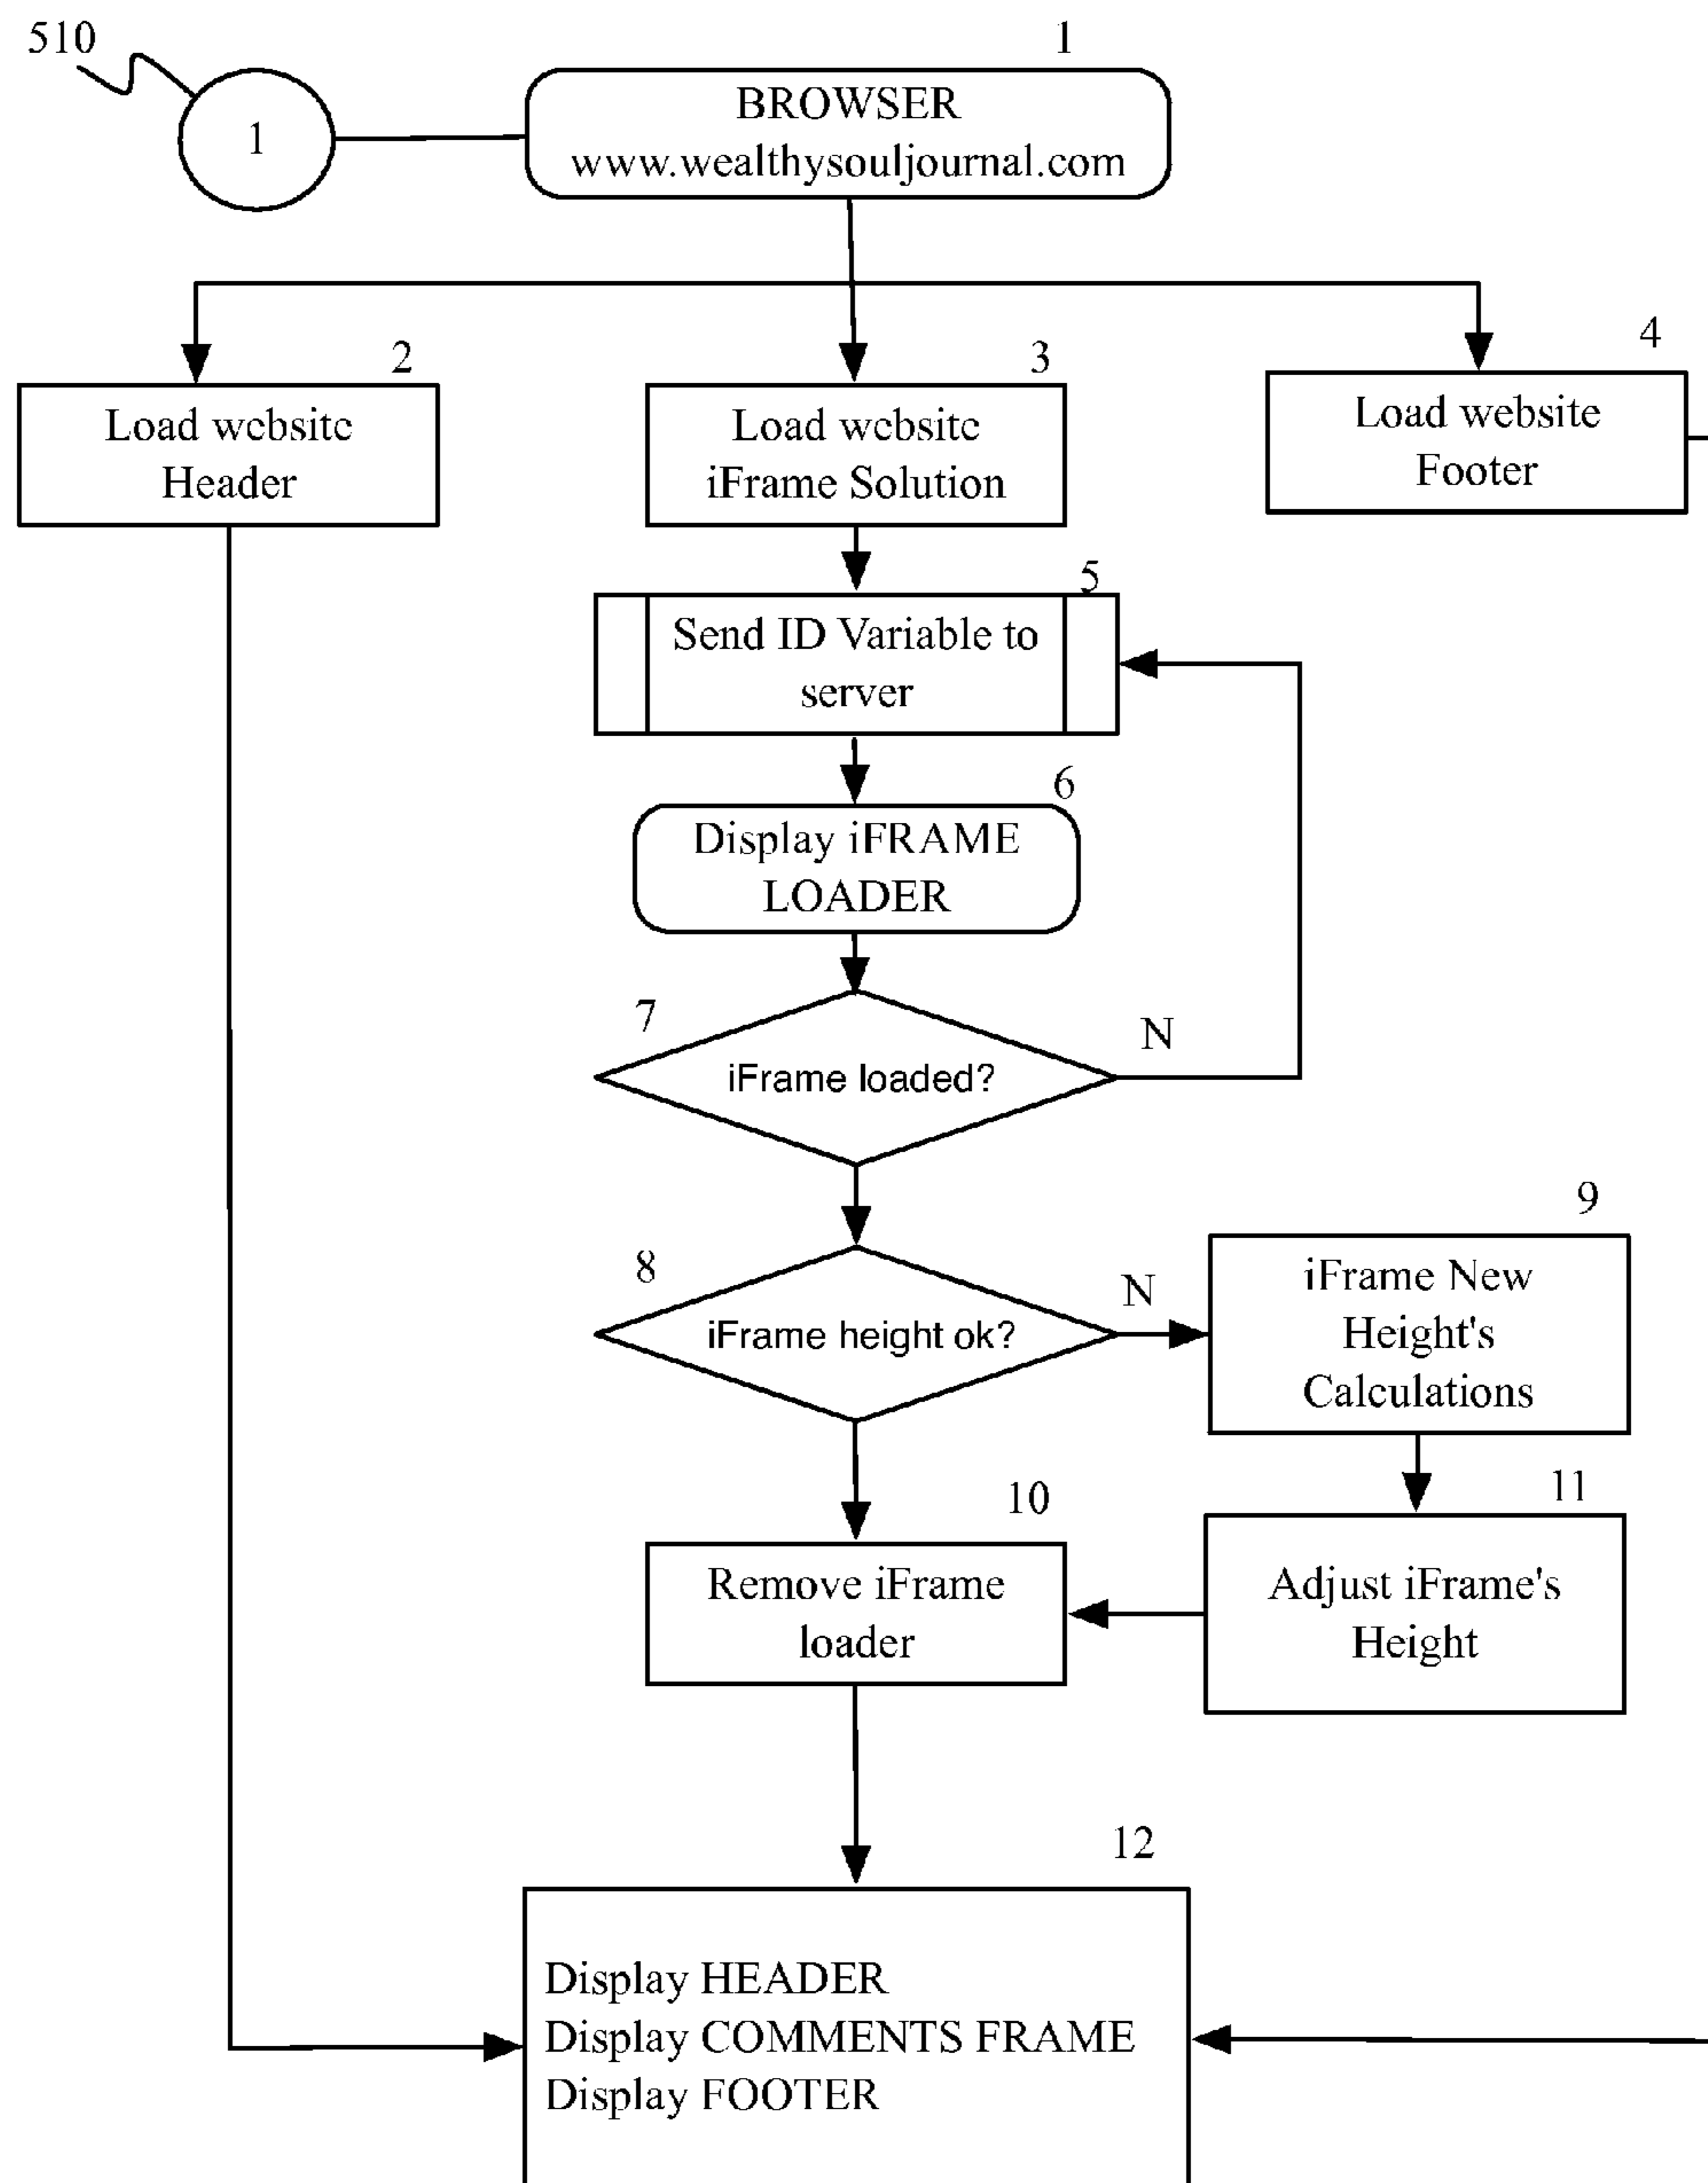 510
1
1
BROWSER
www.wealthysouljournal.com
2
Load website
Header
3
Load website
iFrame Solution
4
Load website
Footer
5
Send ID Variable to
server
6
Display iFRAME
LOADER
7
iFrame loaded?
N
8
iFrame height ok?
N
9
iFrame New
Height's
Calculations
10
Remove iFrame
loader
11
Adjust iFrame's
Height
12
Display HEADER
Display COMMENTS FRAME
Display FOOTER